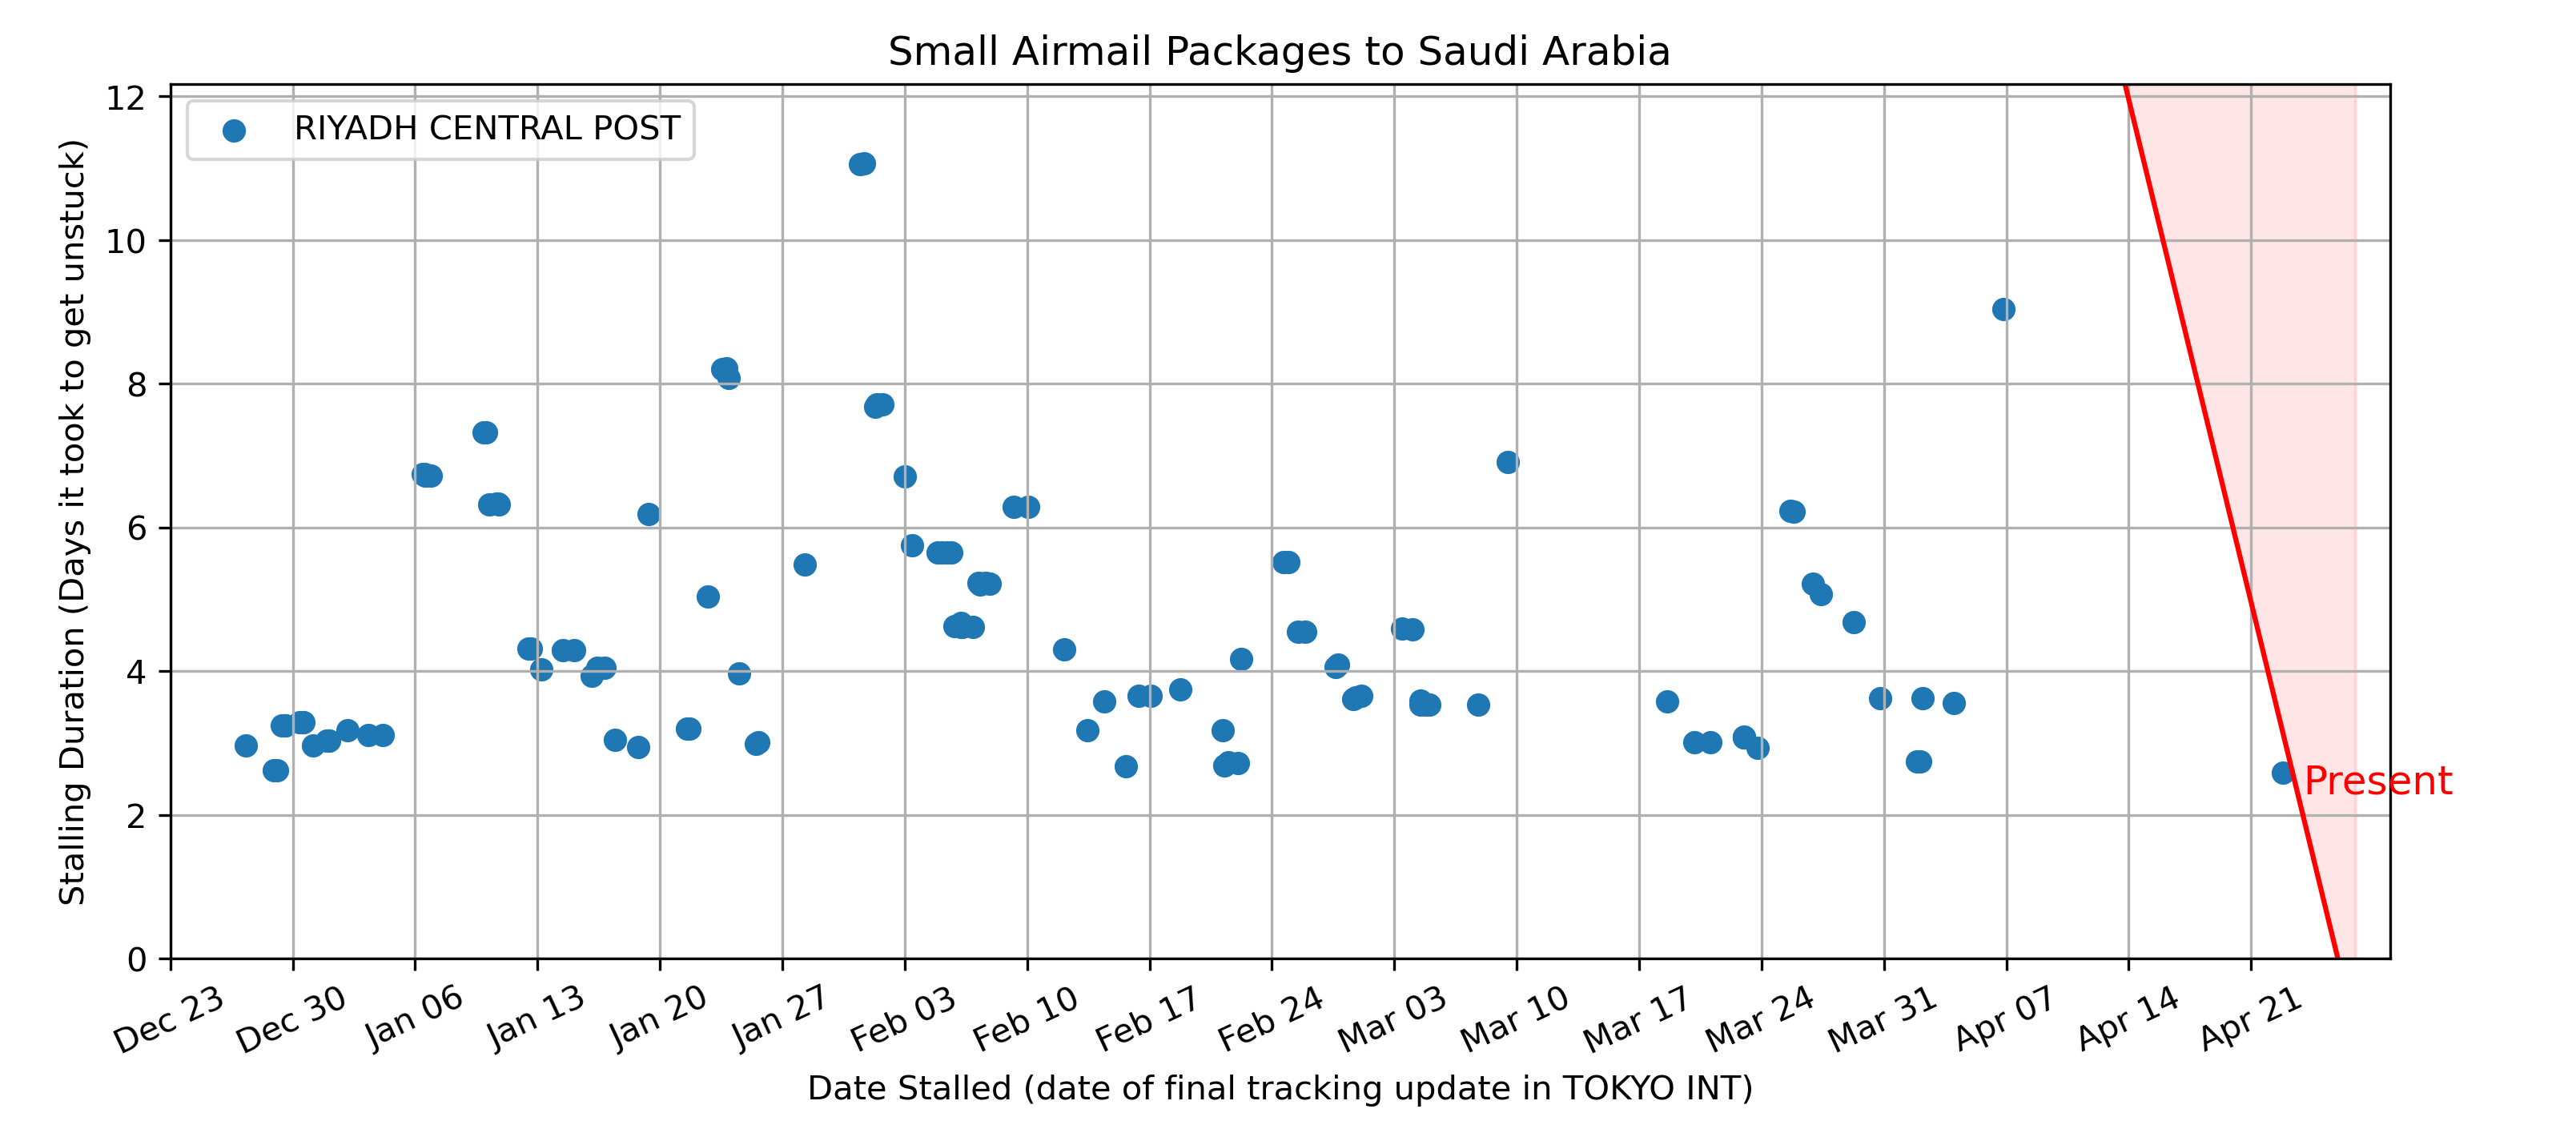 Small Airmail Packages to Saudi Arabia
RIYADH CENTRAL POST
Stalling Duration (Days it took to get unstuck)
12
10
8
6
4
2
0
Present
Dec 23
Dec 30
Jan 06
Jan 13
Jan 20
Jan 27
Feb 03
Feb 10
Feb 17
Feb 24
Mar 03
Mar 10
Mar 17
Mar 24
Mar 31
Apr 07
Apr 14
Apr 21
Date Stalled (date of final tracking update in TOKYO INT)